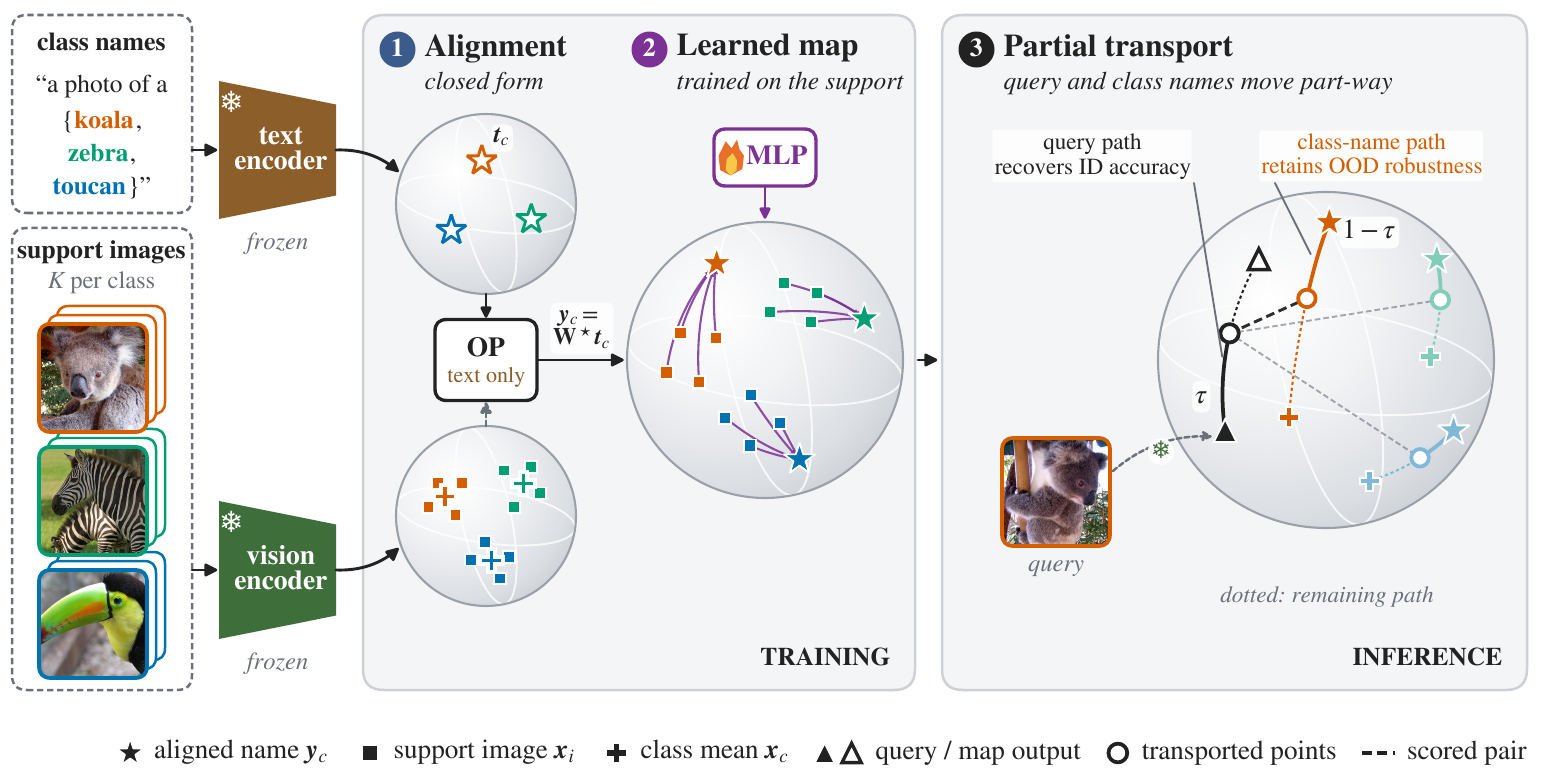 class names
“a photo of a
{koala,
zebra,
toucan}”
support images
K per class
text
encoder
frozen
vision
encoder
frozen
1 Alignment
closed form
t_c
OP
text only
y_c =
W⋆t_c
2 Learned map
trained on the support
MLP
TRAINING
3 Partial transport
query and class names move part-way
query path
recovers ID accuracy
class-name path
retains OOD robustness
1 − τ
τ
query
dotted: remaining path
INFERENCE
aligned name y_c
support image x_i
class mean x_c
query / map output
transported points
scored pair